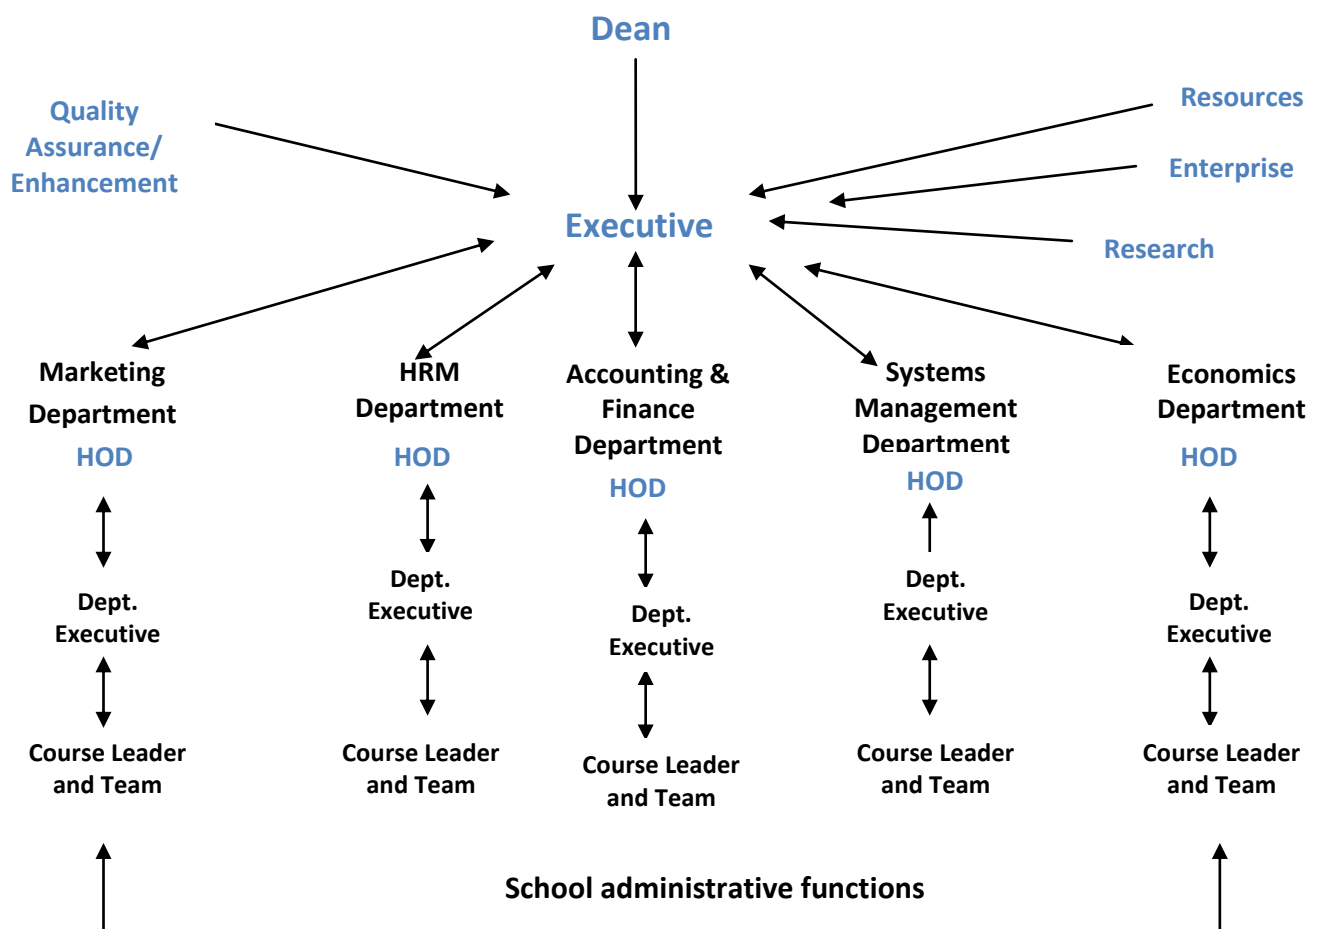 Dean
Quality
Assurance/
Enhancement
Resources
Enterprise
Executive
Research
Marketing
Department
HOD
HRM
Department
HOD
Accounting &
Finance
Department
HOD
Systems
Management
Department
HOD
Economics
Department
HOD
Dept.
Executive
Dept.
Executive
Dept.
Executive
Dept.
Executive
Dept.
Executive
Course Leader
and Team
Course Leader
and Team
Course Leader
and Team
Course Leader
and Team
Course Leader
and Team
School administrative functions